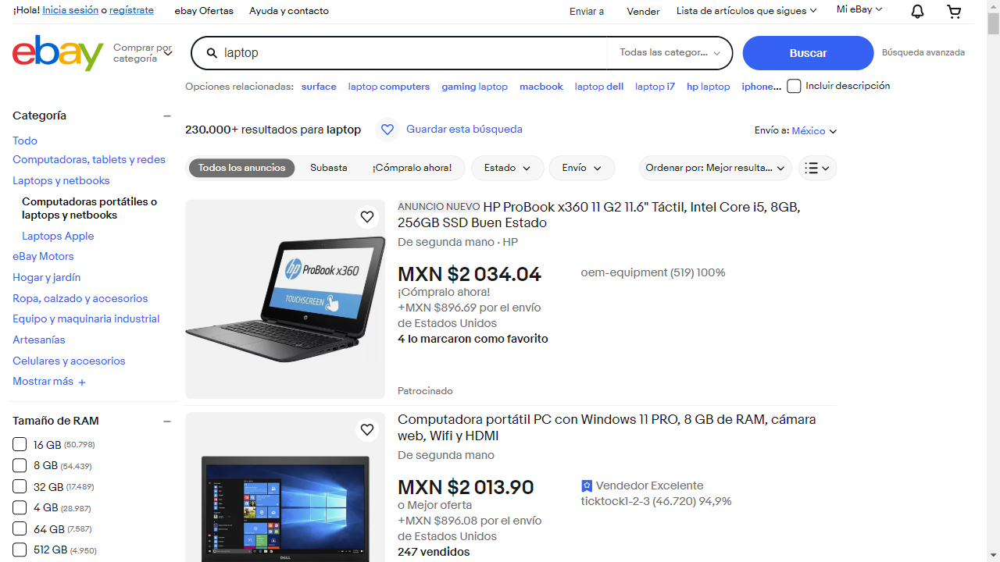 ¡Hola! Inicia sesión o regístrate
ebay Ofertas
Ayuda y contacto
Enviar a
Vender
Lista de artículos que sigues
Mi eBay
ebay
Comprar por categoría
laptop
Todas las categor...
Buscar
Búsqueda avanzada
Opciones relacionadas: surface laptop computers gaming laptop macbook laptop dell laptop i7 hp laptop iphone...
Incluir descripción
Categoría
Todo
Computadoras, tablets y redes
Laptops y netbooks
Computadoras portátiles o
laptops y netbooks
Laptops Apple
eBay Motors
Hogar y jardín
Ropa, calzado y accesorios
Equipo y maquinaria industrial
Artesanías
Celulares y accesorios
Mostrar más
Tamaño de RAM
16 GB (50.798)
8 GB (54.439)
32 GB (17.489)
4 GB (28.987)
64 GB (7.587)
512 GB (4.950)
230.000+ resultados para laptop
Guardar esta búsqueda
Envío a: México
Todos los anuncios
Subasta
¡Cómpralo ahora!
Estado
Envío
Ordenar por: Mejor resulta...
hp ProBook x360
TOUCHSCREEN
ANUNCIO NUEVO HP ProBook x360 11 G2 11.6" Táctil, Intel Core i5, 8GB,
256GB SSD Buen Estado
De segunda mano · HP
MXN $2 034.04
oem-equipment (519) 100%
¡Cómpralo ahora!
+MXN $896.69 por el envío
de Estados Unidos
4 lo marcaron como favorito
Patrocinado
DELL
Computadora portátil PC con Windows 11 PRO, 8 GB de RAM, cámara
web, Wifi y HDMI
De segunda mano
MXN $2 013.90
Vendedor Excelente
ticktock1-2-3 (46.720) 94,9%
o Mejor oferta
+MXN $896.08 por el envío
de Estados Unidos
247 vendidos